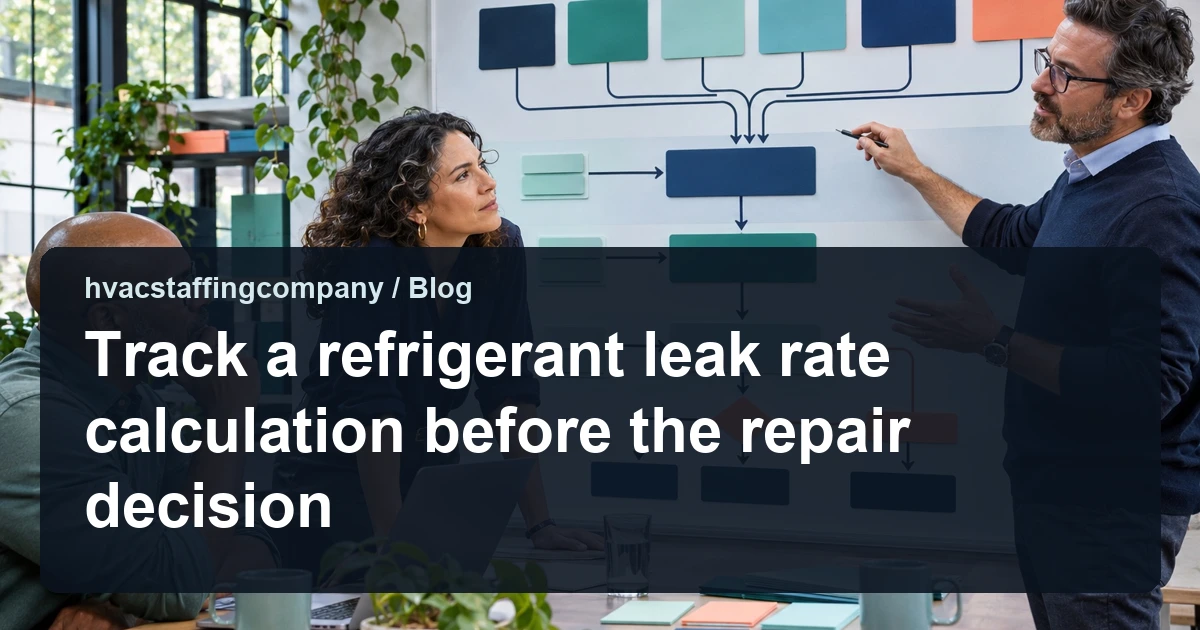 hvacstaffingcompany / Blog
Track a refrigerant leak rate
calculation before the repair
decision